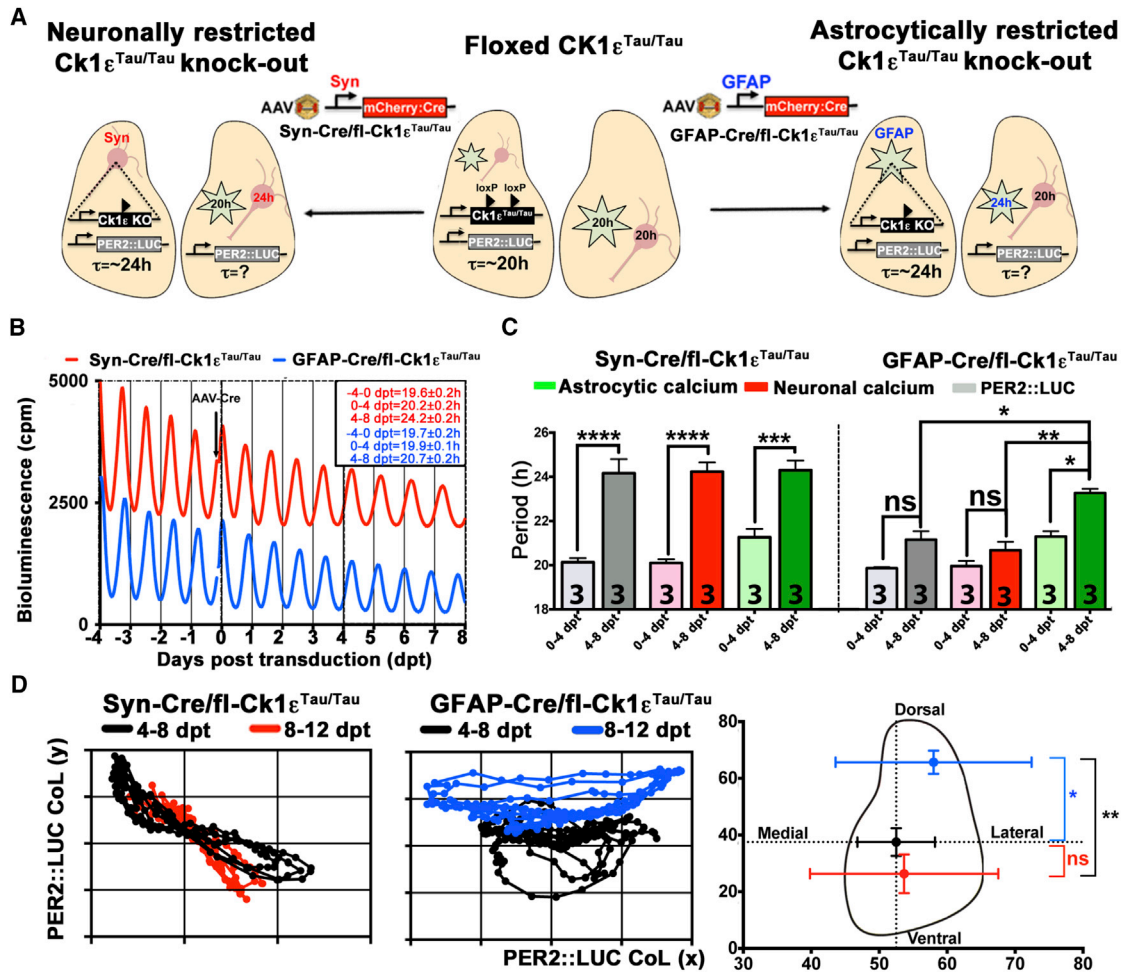 A
Neuronally restricted
Ck1ε^Tau/Tau knock-out
Floxed CK1ε^Tau/Tau
Astrocytically restricted
Ck1ε^Tau/Tau knock-out
AAV Syn mCherry:Cre
Syn-Cre/fl-Ck1ε^Tau/Tau
AAV GFAP mCherry:Cre
GFAP-Cre/fl-Ck1ε^Tau/Tau
Syn
Ck1ε KO
PER2::LUC
τ=~24h
20h 24h
PER2::LUC
τ=?
loxP loxP
Ck1ε^Tau/Tau
PER2::LUC
τ=~20h
20h 20h
GFAP
Ck1ε KO
PER2::LUC
τ=~24h
24h 20h
PER2::LUC
τ=?
B
Syn-Cre/fl-Ck1ε^Tau/Tau GFAP-Cre/fl-Ck1ε^Tau/Tau
AAV-Cre
-4-0 dpt=19.6±0.2h
0-4 dpt=20.2±0.2h
4-8 dpt=24.2±0.2h
-4-0 dpt=19.7±0.2h
0-4 dpt=19.9±0.1h
4-8 dpt=20.7±0.2h
Bioluminescence (cpm)
5000
2500
0
-4 -3 -2 -1 0 1 2 3 4 5 6 7 8
Days post transduction (dpt)
C
Syn-Cre/fl-Ck1ε^Tau/Tau GFAP-Cre/fl-Ck1ε^Tau/Tau
Astrocytic calcium Neuronal calcium PER2::LUC
Period (h)
26
24
22
20
18
**** **** ***
ns ns * ** *
3 3 3 3 3 3 3 3 3 3 3 3
0-4 dpt 4-8 dpt 0-4 dpt 4-8 dpt 0-4 dpt 4-8 dpt 0-4 dpt 4-8 dpt 0-4 dpt 4-8 dpt 0-4 dpt 4-8 dpt
D
Syn-Cre/fl-Ck1ε^Tau/Tau
4-8 dpt 8-12 dpt
GFAP-Cre/fl-Ck1ε^Tau/Tau
4-8 dpt 8-12 dpt
PER2::LUC CoL (y)
PER2::LUC CoL (x)
80
60
40
20
0
30 40 50 60 70 80
Dorsal
Medial
Lateral
Ventral
*
**
ns